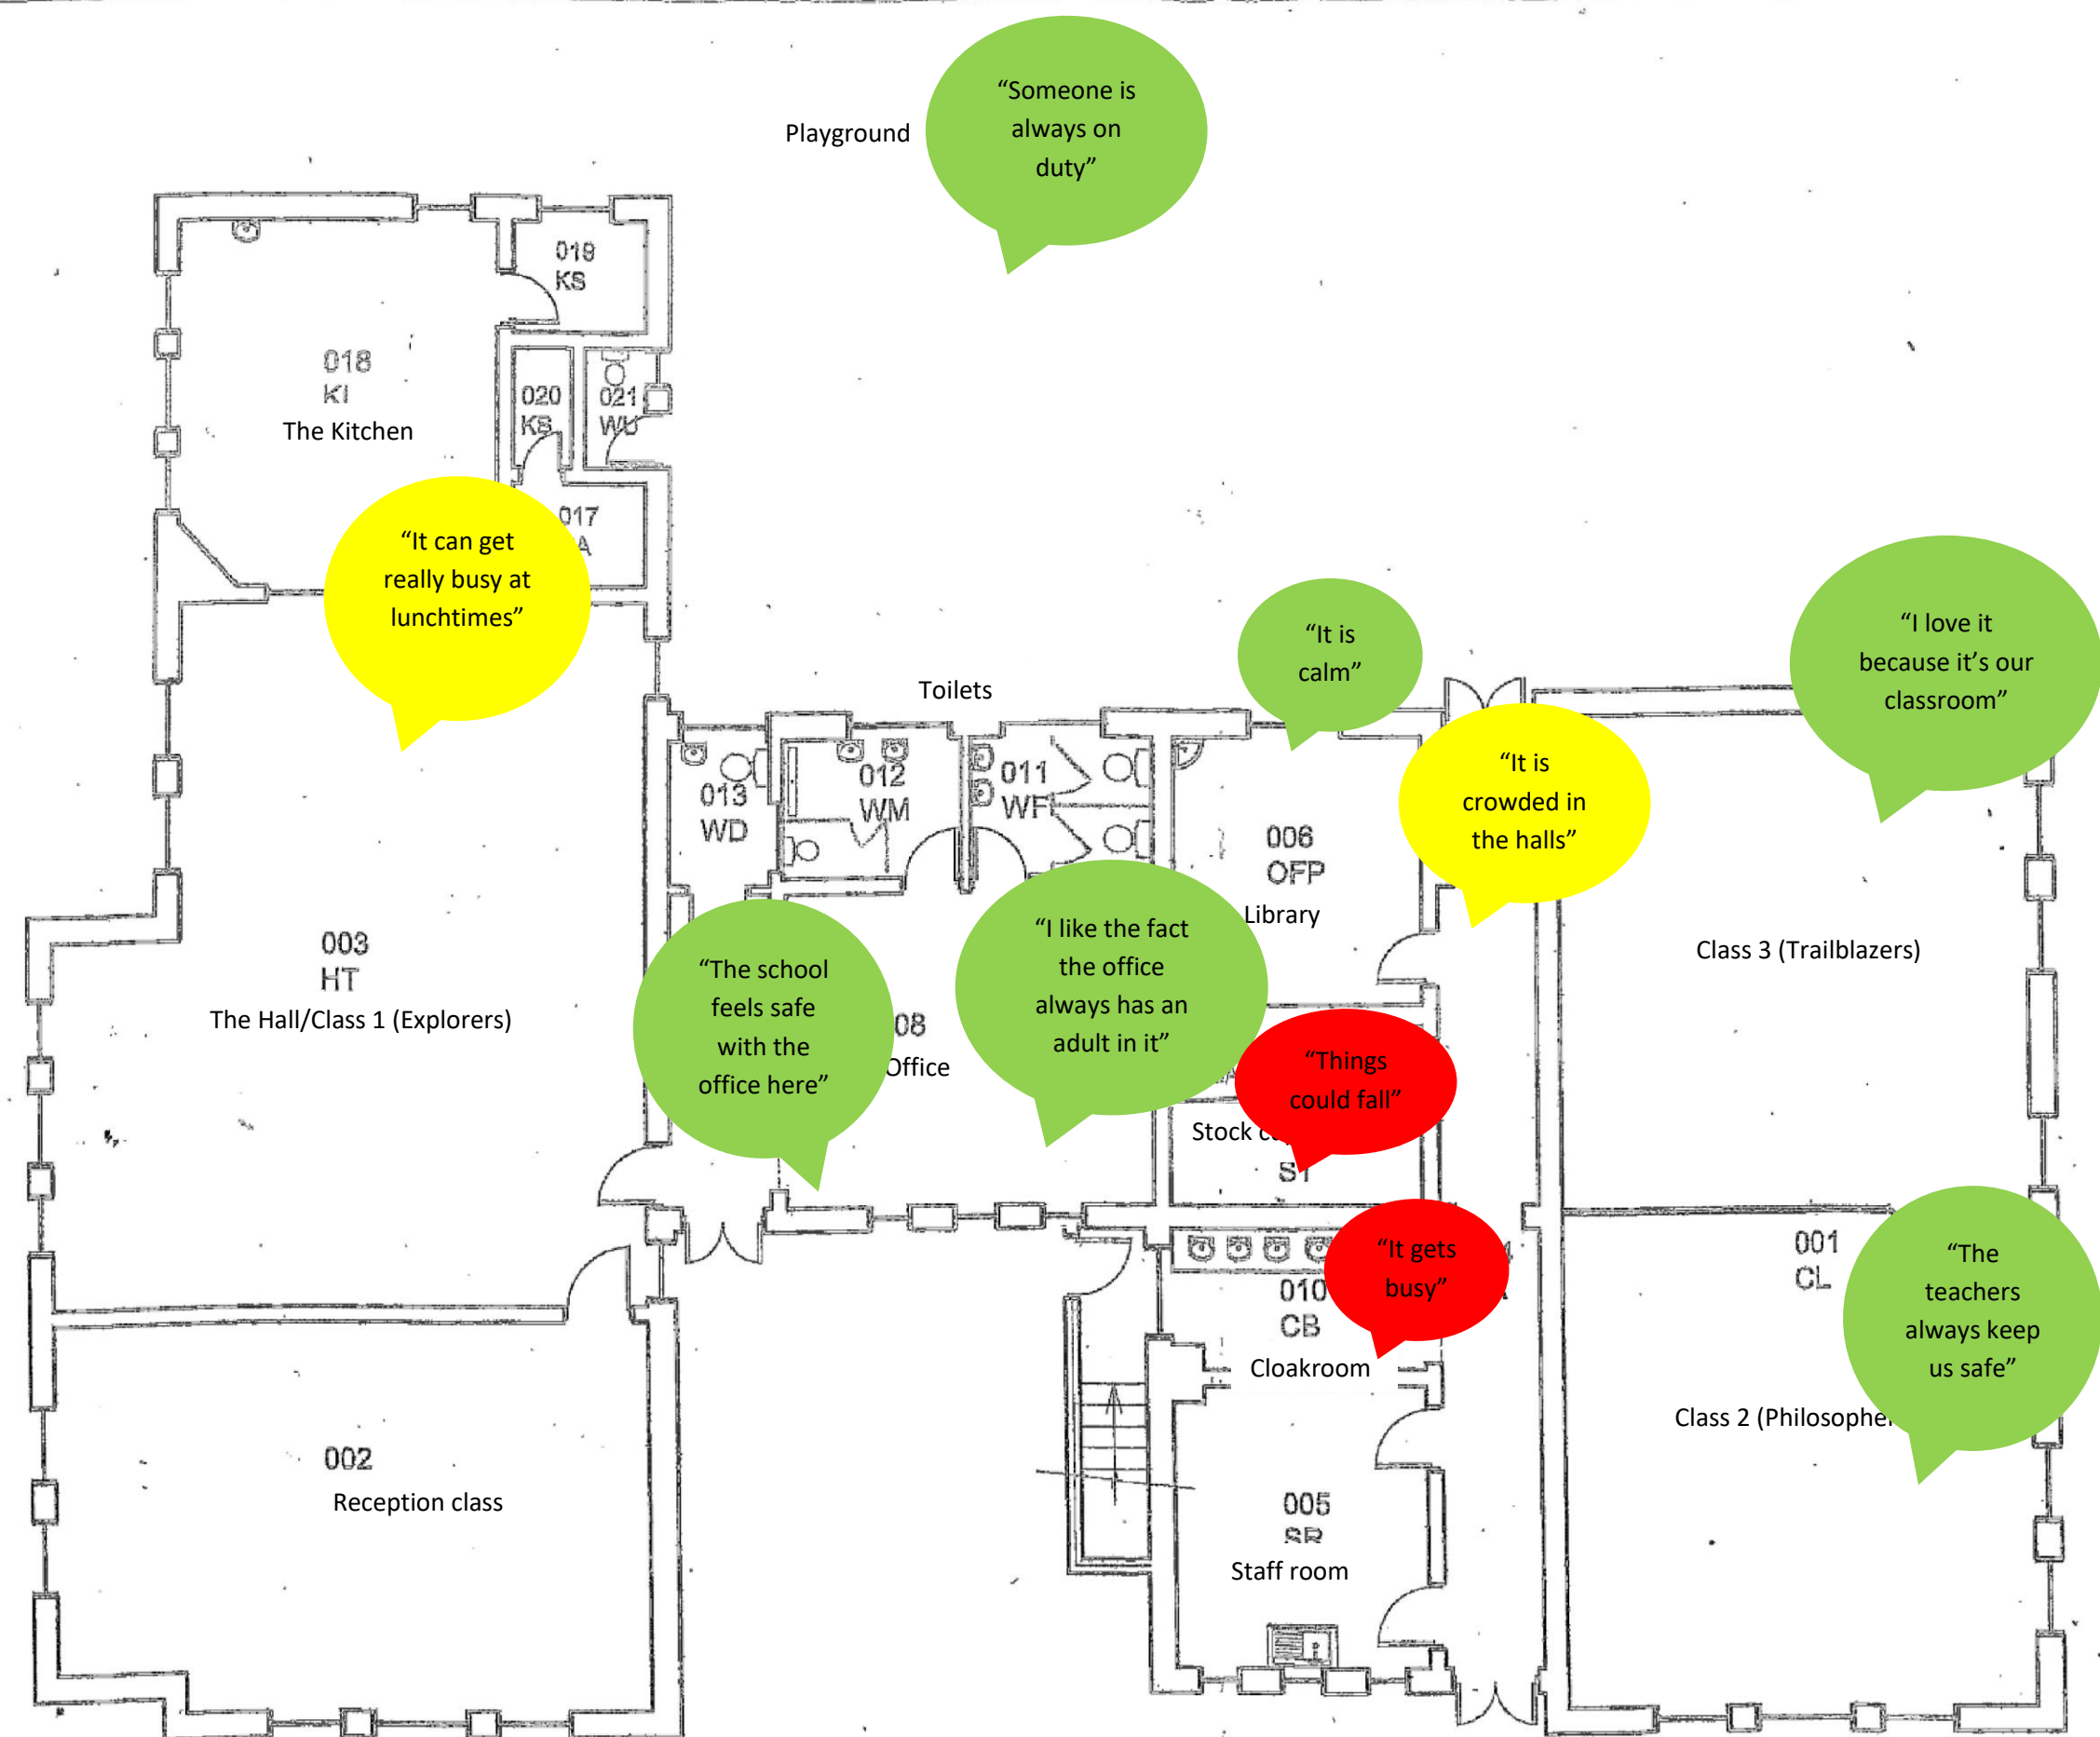 “Someone is
always on
duty”
Playground
019
KS
018
KI
The Kitchen
020
KS
021
WU
017
“It can get
really busy at
lunchtimes”
“It is
calm”
“I love it
because it’s our
classroom”
Toilets
“It is
crowded in
the halls”
013
WD
012
WM
011
WF
006
OFP
Library
003
HT
The Hall/Class 1 (Explorers)
“The school
feels safe
with the
office here”
“I like the fact
the office
always has an
adult in it”
Class 3 (Trailblazers)
08
Office
“Things
could fall”
Stock
ST
“It gets
busy”
010
CB
Cloakroom
001
CL
“The
teachers
always keep
us safe”
Class 2
002
Reception class
005
SR
Staff room